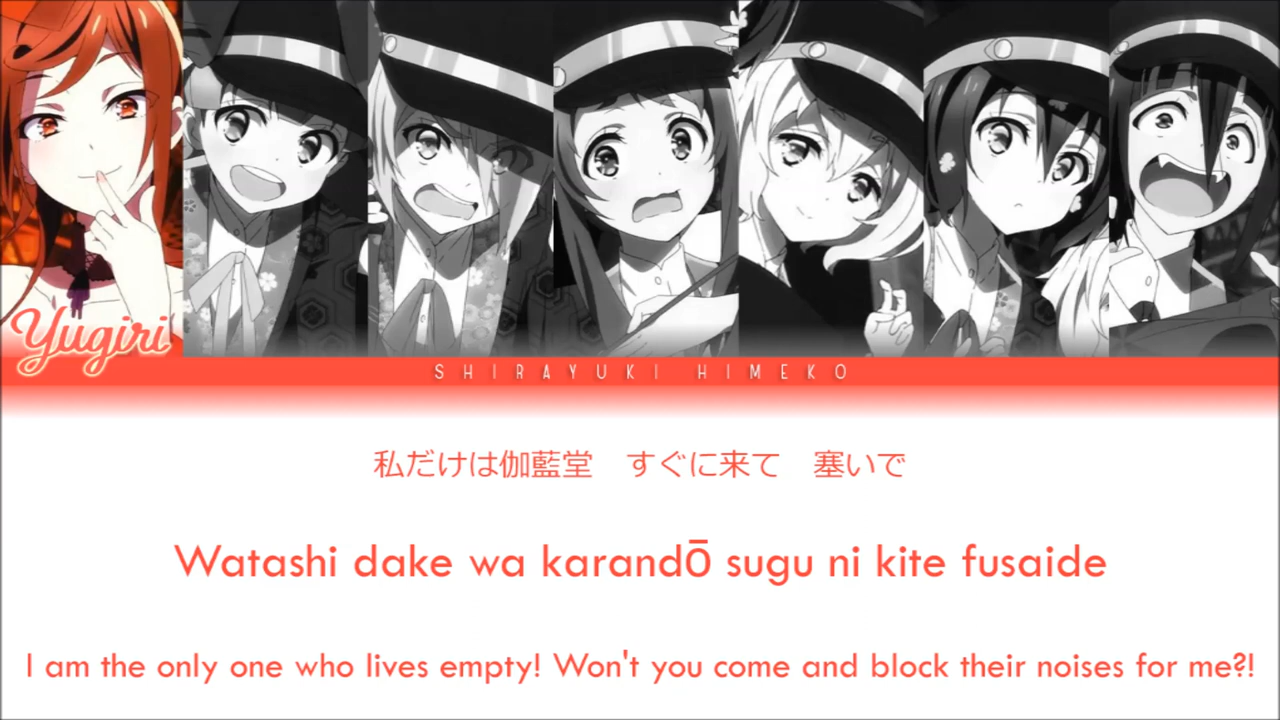 Yugiri
SHIRAYUKI HIMEKO
私だけは伽藍堂　すぐに来て　塞いで
Watashi dake wa karandō sugu ni kite fusaide
I am the only one who lives empty! Won't you come and block their noises for me?!